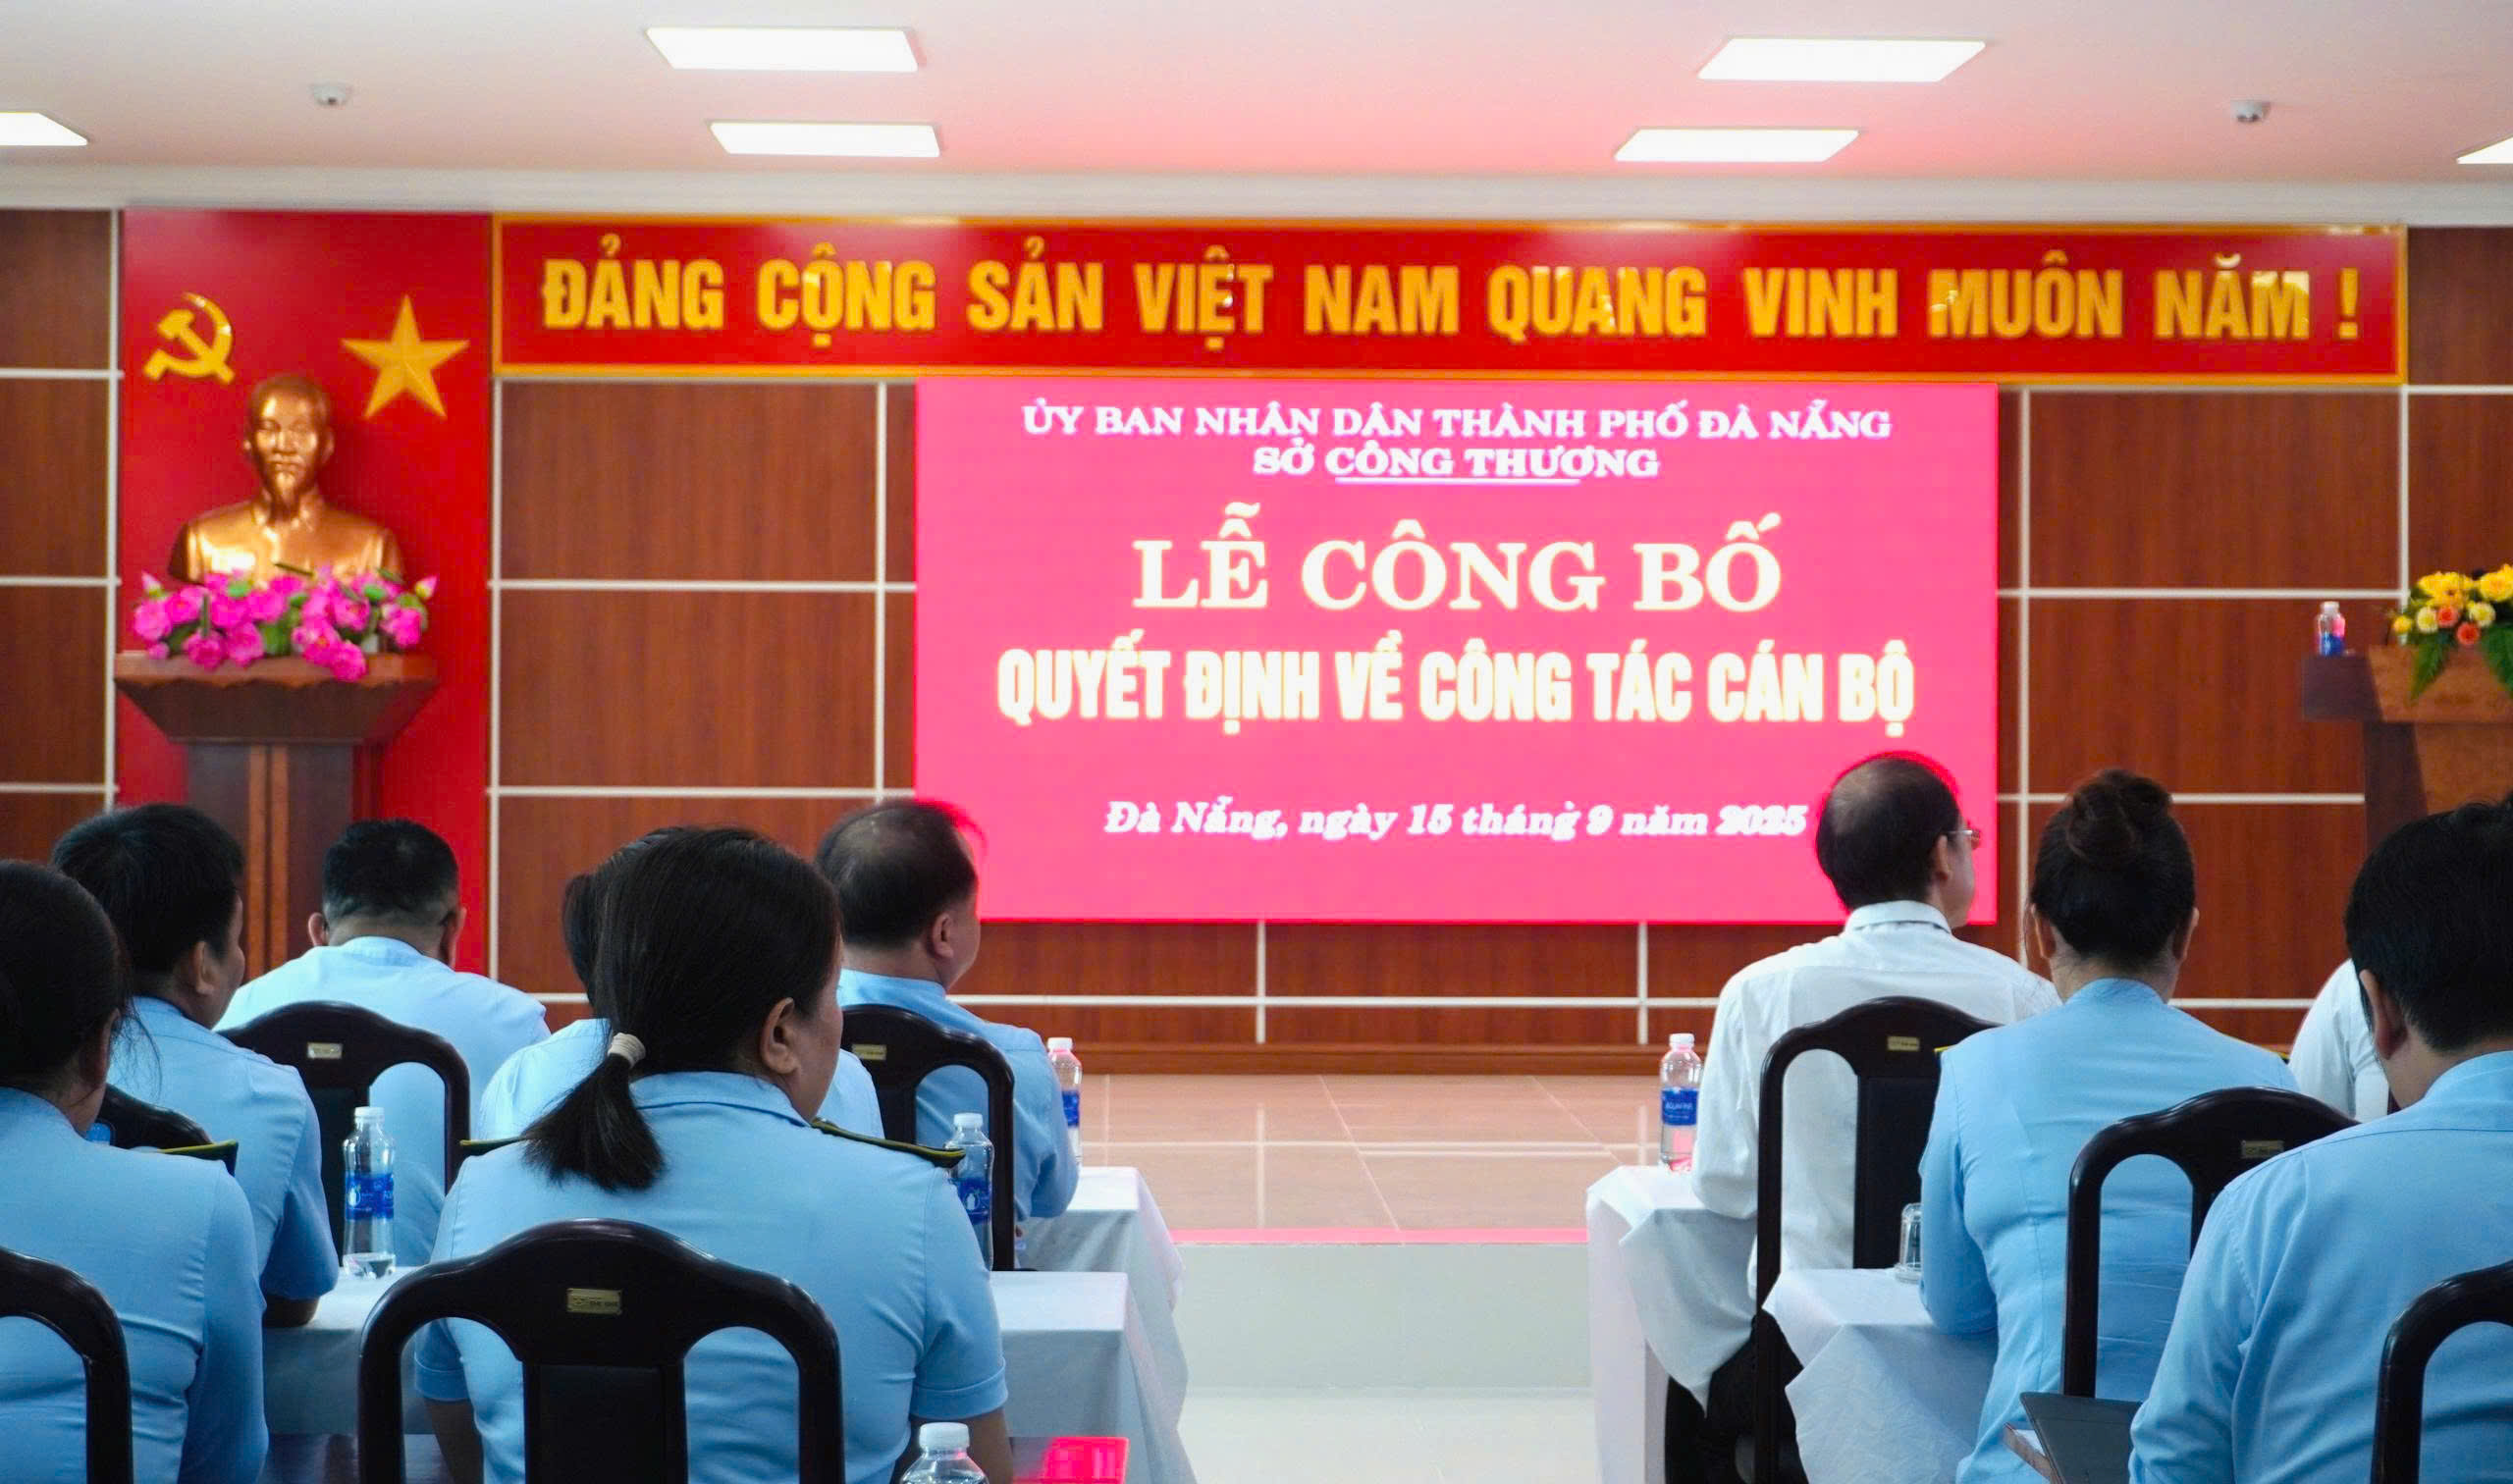 ĐẢNG CỘNG SẢN VIỆT NAM QUANG VINH MUÔN NĂM !
ỦY BAN NHÂN DÂN THÀNH PHỐ ĐÀ NẴNG
SỞ CÔNG THƯƠNG
LỄ CÔNG BỐ
QUYẾT ĐỊNH VỀ CÔNG TÁC CÁN BỘ
Đà Nẵng, ngày 15 tháng 9 năm 2025